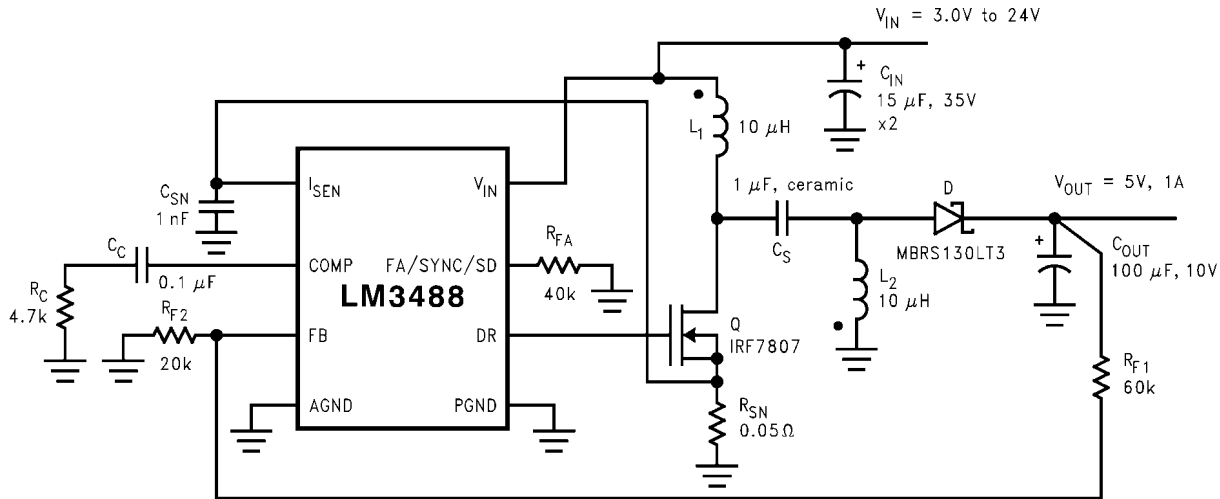 V_IN = 3.0V to 24V
C_IN
15 μF, 35V
x2
L_1
10 μH
I_SEN
V_IN
C_SN
1 nF
1 μF, ceramic
C_S
D
MBRS130LT3
V_OUT = 5V, 1A
C_OUT
100 μF, 10V
C_C
0.1 μF
COMP
FA/SYNC/SD
R_FA
40k
LM3488
R_C
4.7k
R_F2
20k
FB
DR
Q
IRF7807
L_2
10 μH
R_F1
60k
AGND
PGND
R_SN
0.05Ω